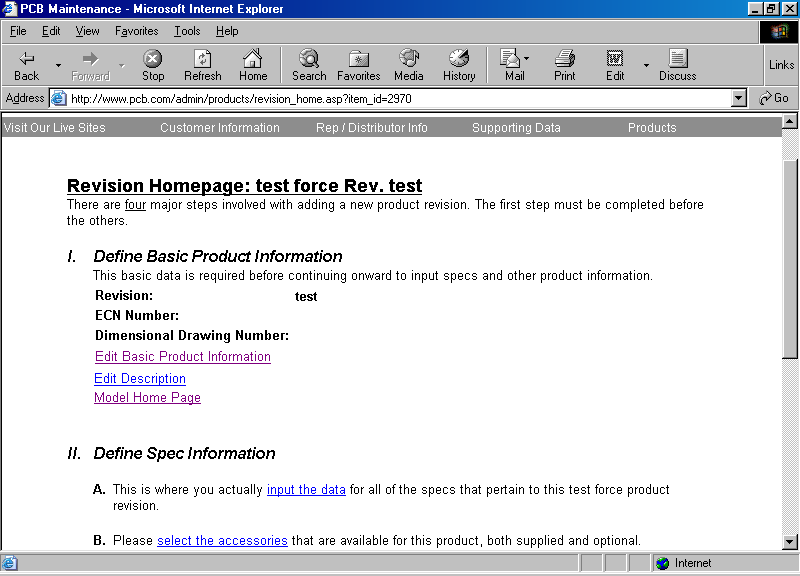 PCB Maintenance - Microsoft Internet Explorer
File Edit View Favorites Tools Help
Back Forward Stop Refresh Home Search Favorites Media History Mail Print Edit Discuss Links
Address http://www.pcb.com/admin/products/revision_home.asp?item_id=2970 Go
Visit Our Live Sites Customer Information Rep / Distributor Info Supporting Data Products
Revision Homepage: test force Rev. test
There are four major steps involved with adding a new product revision. The first step must be completed before
the others.
I. Define Basic Product Information
This basic data is required before continuing onward to input specs and other product information.
Revision: test
ECN Number:
Dimensional Drawing Number:
Edit Basic Product Information
Edit Description
Model Home Page
II. Define Spec Information
A. This is where you actually input the data for all of the specs that pertain to this test force product
revision.
B. Please select the accessories that are available for this product, both supplied and optional.
Internet